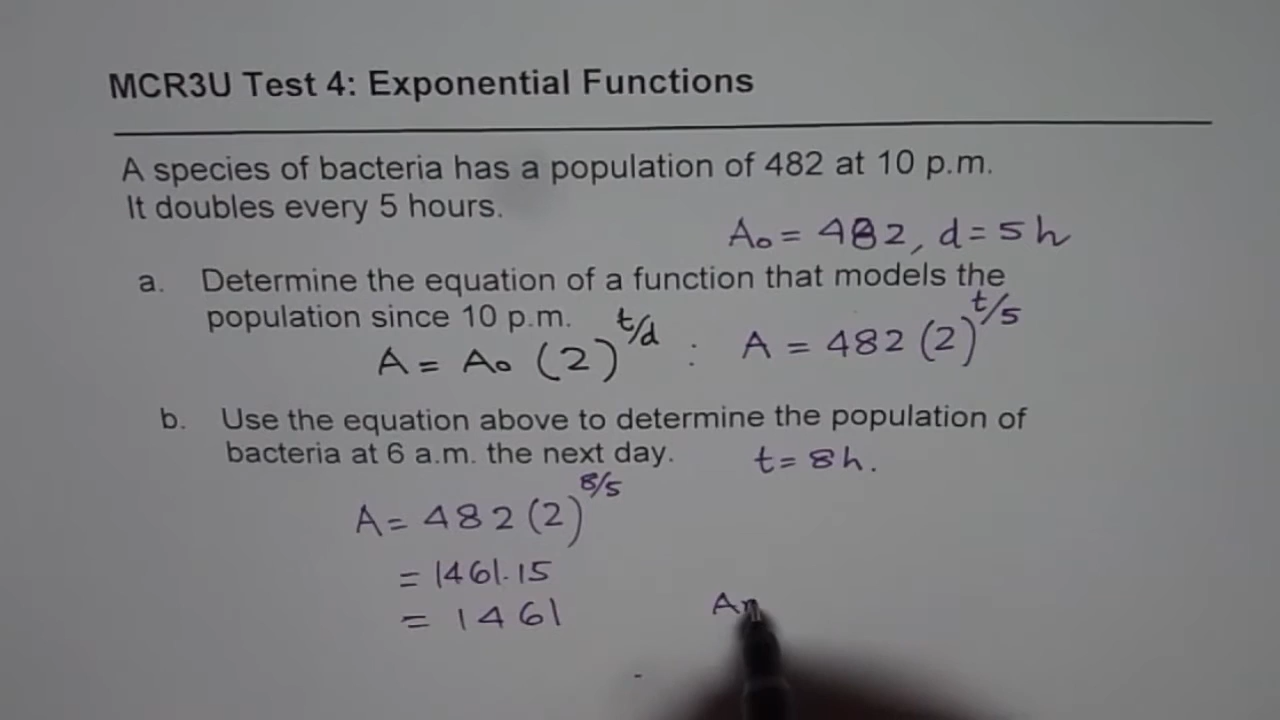 MCR3U Test 4: Exponential Functions
A species of bacteria has a population of 482 at 10 p.m.
It doubles every 5 hours.
A₀ = 482, d = 5 h
a. Determine the equation of a function that models the
population since 10 p.m.
A = A₀ (2)^t/d : A = 482 (2)^t/5
b. Use the equation above to determine the population of
bacteria at 6 a.m. the next day. t = 8 h.
A = 482 (2)^8/5
= 1461.15
= 1461
An